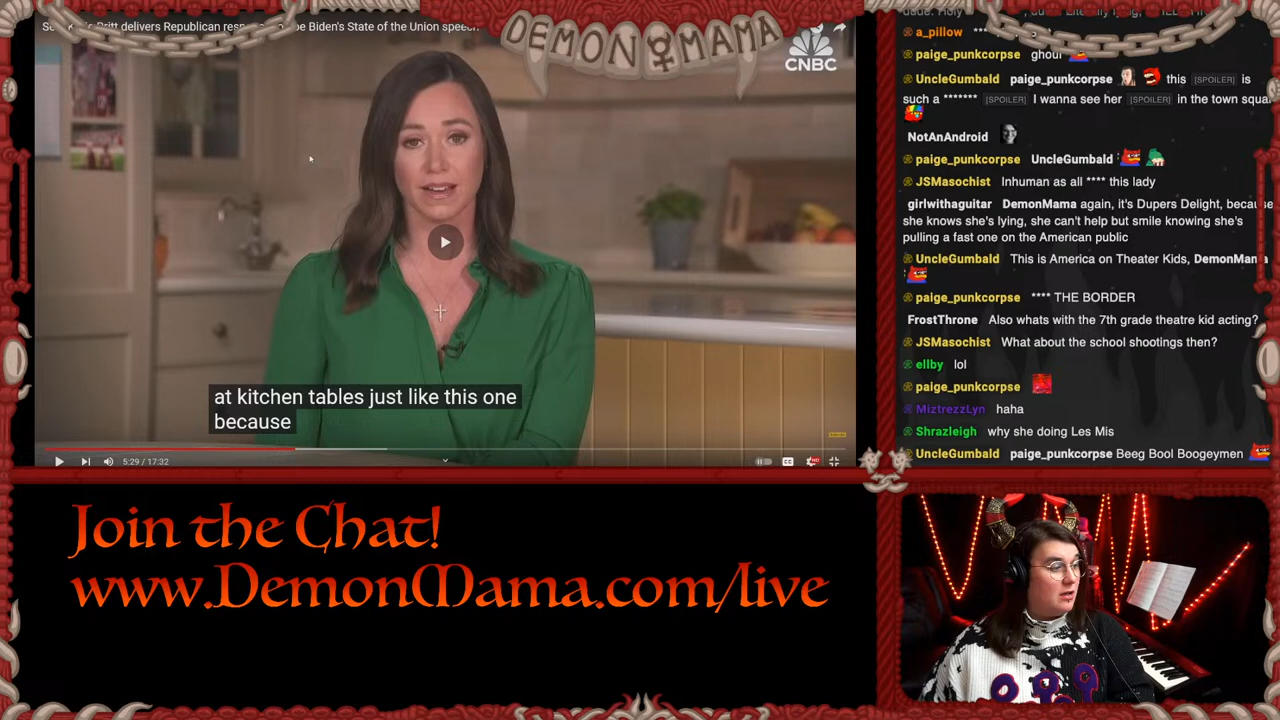 delivers Republican
Biden's State of the Union speech
DEMON MAMA
CNBC
a_pillow
paige_punkcorpse ghoul
UncleGumbald paige_punkcorpse this [SPOILER] is
such a ******* [SPOILER] I wanna see her [SPOILER] in the town
NotAnAndroid
paige_punkcorpse UncleGumbald
JSMasochist Inhuman as all **** this lady
girlwithaguitar DemonMama again, it's Dupers Delight,
she knows she's lying, she can't help but smile knowing she's
pulling a fast one on the American public
UncleGumbald This is America on Theater Kids, DemonMama
paige_punkcorpse **** THE BORDER
FrostThrone Also whats with the 7th grade theatre kid acting?
JSMasochist What about the school shootings then?
ellby lol
paige_punkcorpse
MiztrezzLyn haha
Shrazleigh why she doing Les Mis
UncleGumbald paige_punkcorpse Beeg Bool Boogeymen
at kitchen tables just like this one
because
5:29 / 17:32
CC
HD
Join the Chat!
www.DemonMama.com/live